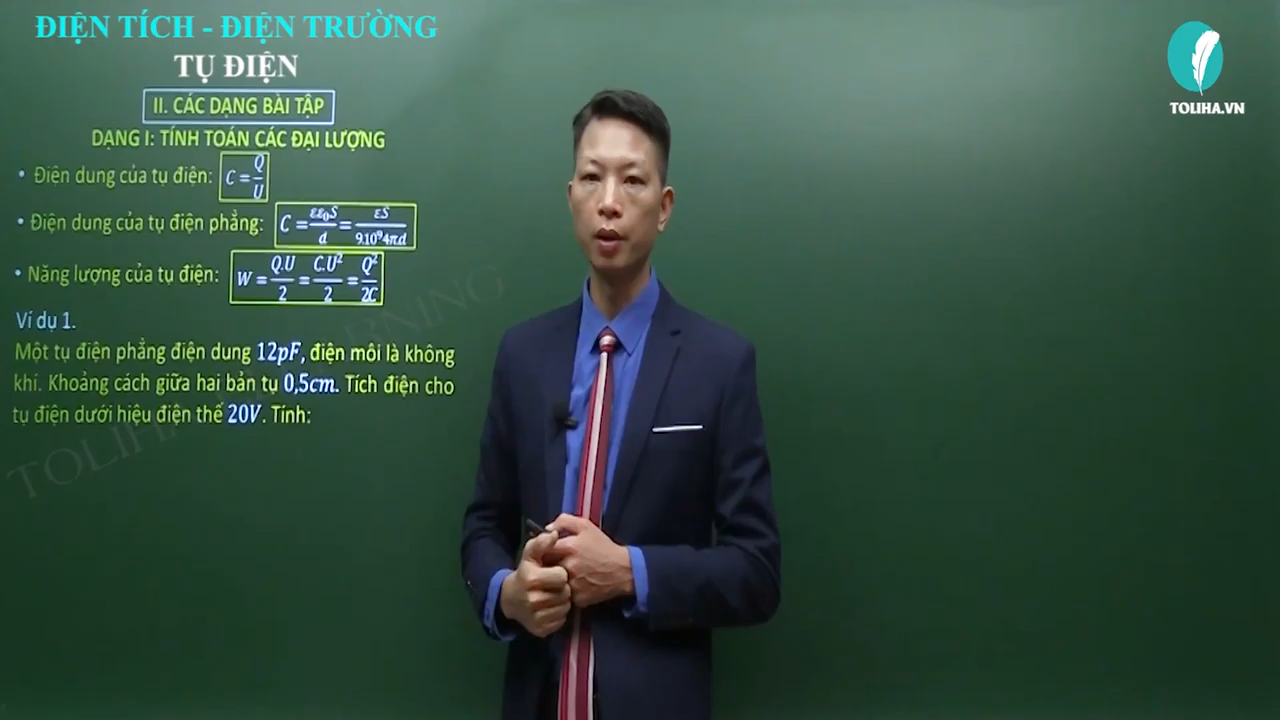 ĐIỆN TÍCH - ĐIỆN TRƯỜNG
TỤ ĐIỆN
II. CÁC DẠNG BÀI TẬP
DẠNG I: TÍNH TOÁN CÁC ĐẠI LƯỢNG
• Điện dung của tụ điện: C = Q/U
• Điện dung của tụ điện phẳng: C = εε₀S/d = εS/9.10⁹4πd
• Năng lượng của tụ điện: W = Q.U/2 = C.U²/2 = Q²/2C
Ví dụ 1.
Một tụ điện phẳng điện dung 12pF, điện môi là không
khí. Khoảng cách giữa hai bản tụ 0,5cm. Tích điện cho
tụ điện dưới hiệu điện thế 20V. Tính:
TOLIHA.VN